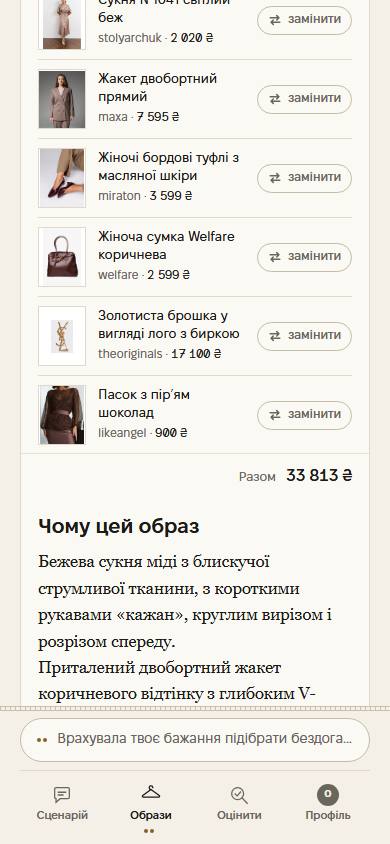 Сукня N 1041 світлий
беж
stolyarchuk · 2 020 ₴
замінити
Жакет двобортний
прямий
maxa · 7 595 ₴
замінити
Жіночі бордові туфлі з
масляної шкіри
miraton · 3 599 ₴
замінити
Жіноча сумка Welfare
коричнева
welfare · 2 599 ₴
замінити
Золотиста брошка у
вигляді лого з биркою
theoriginals · 17 100 ₴
замінити
Пасок з пір'ям
шоколад
likeangel · 900 ₴
замінити
Разом 33 813 ₴
Чому цей образ
Бежева сукня міді з блискучої
струмливої тканини, з короткими
рукавами «кажан», круглим вирізом і
розрізом спереду.
Приталений двобортний жакет
коричневого відтінку з глибоким V-
Врахувала твоє бажання підібрати бездога...
Сценарій
Образи
Оцінити
О
Профіль